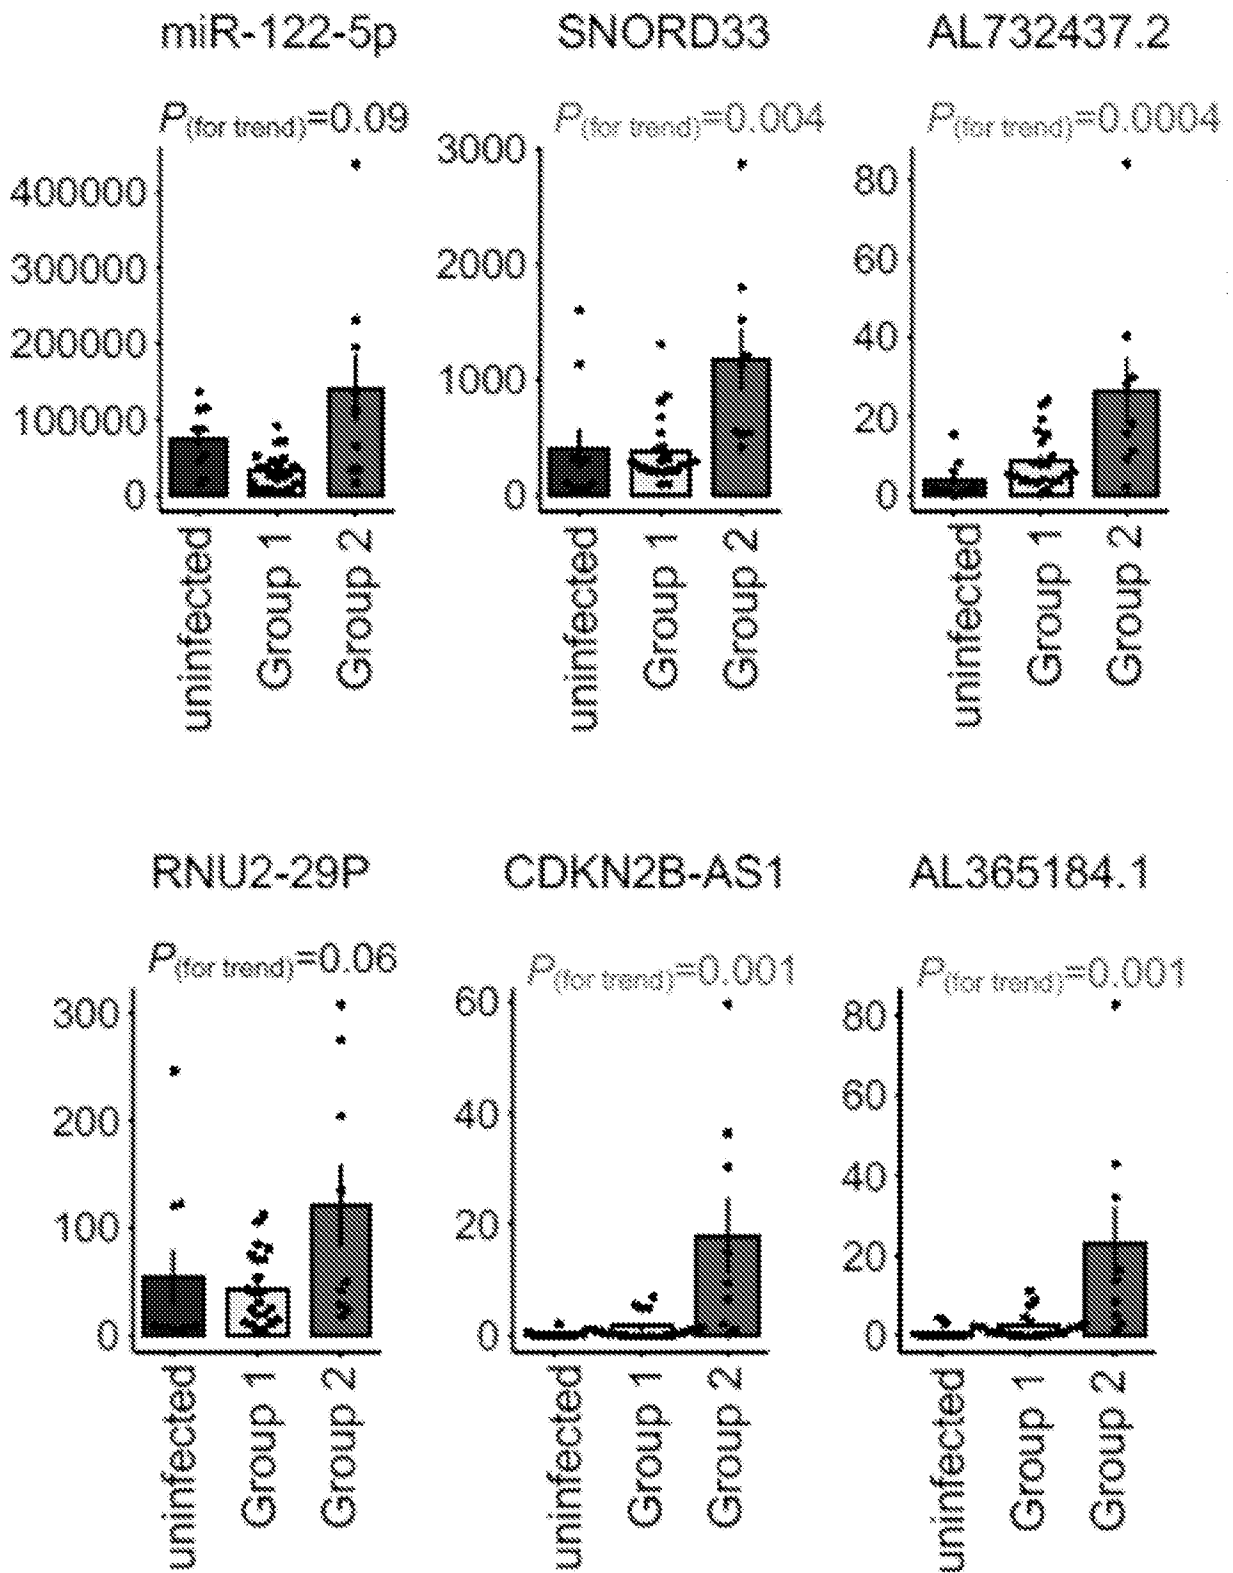 miR-122-5p SNORD33 AL732437.2
P(for trend)=0.09 P(for trend)=0.004 P(for trend)=0.0004
400000
300000
200000
100000
0
3000
2000
1000
0
80
60
40
20
0
uninfected Group 1 Group 2
uninfected Group 1 Group 2
uninfected Group 1 Group 2
RNU2-29P CDKN2B-AS1 AL365184.1
P(for trend)=0.06 P(for trend)=0.001 P(for trend)=0.001
300
200
100
0
60
40
20
0
80
60
40
20
0
uninfected Group 1 Group 2
uninfected Group 1 Group 2
uninfected Group 1 Group 2